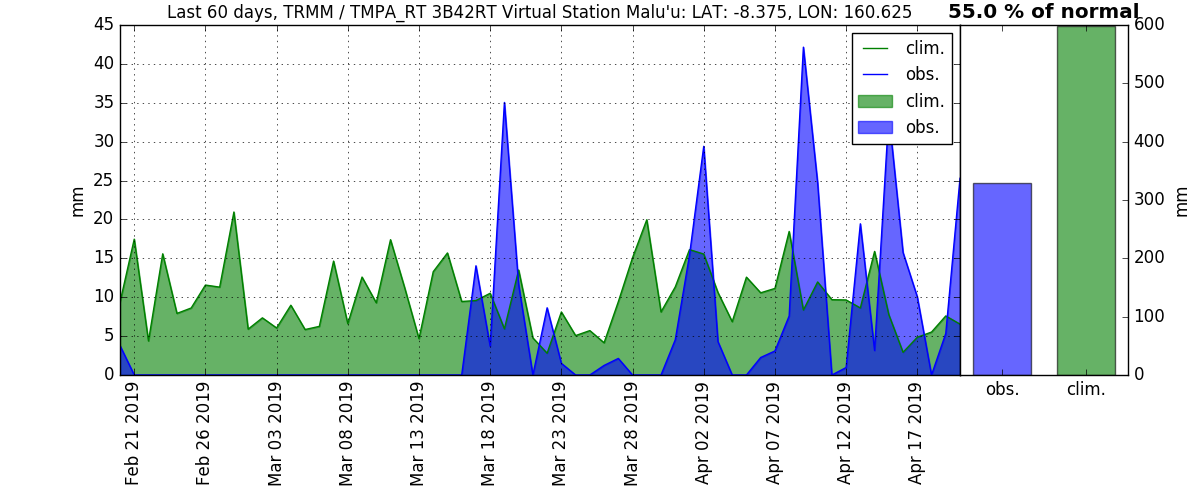 Last 60 days, TRMM / TMPA_RT 3B42RT Virtual Station Malu'u: LAT: -8.375, LON: 160.625
55.0 % of normal
45
40
35
30
25
20
15
10
5
0
mm
clim.
obs.
clim.
obs.
600
500
400
300
200
100
0
mm
obs.
clim.
Feb 21 2019
Feb 26 2019
Mar 03 2019
Mar 08 2019
Mar 13 2019
Mar 18 2019
Mar 23 2019
Mar 28 2019
Apr 02 2019
Apr 07 2019
Apr 12 2019
Apr 17 2019